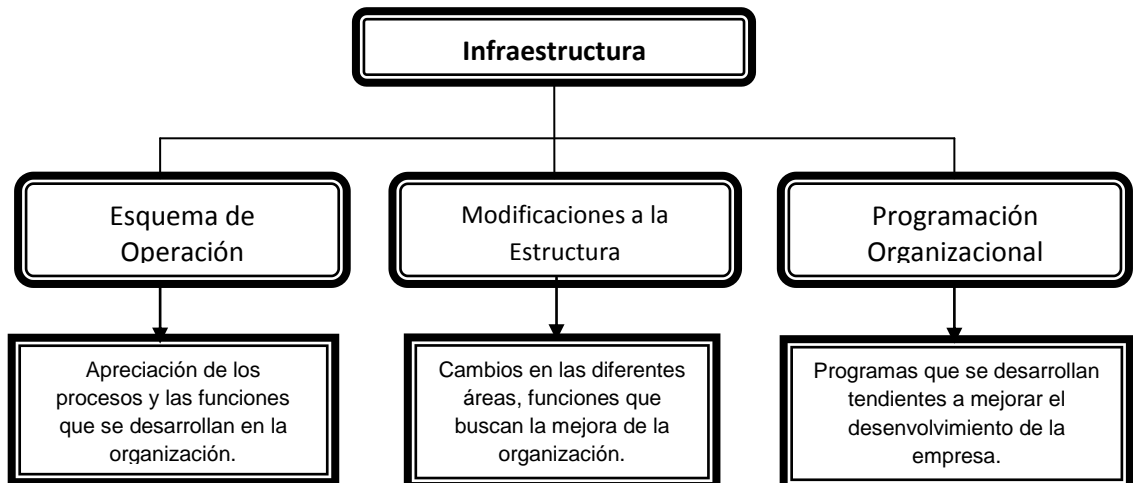 Infraestructura
Esquema de
Operación
Modificaciones a la
Estructura
Programación
Organizacional
Apreciación de los
procesos y las funciones
que se desarrollan en la
organización.
Cambios en las diferentes
áreas, funciones que
buscan la mejora de la
organización.
Programas que se desarrollan
tendientes a mejorar el
desenvolvimiento de la
empresa.